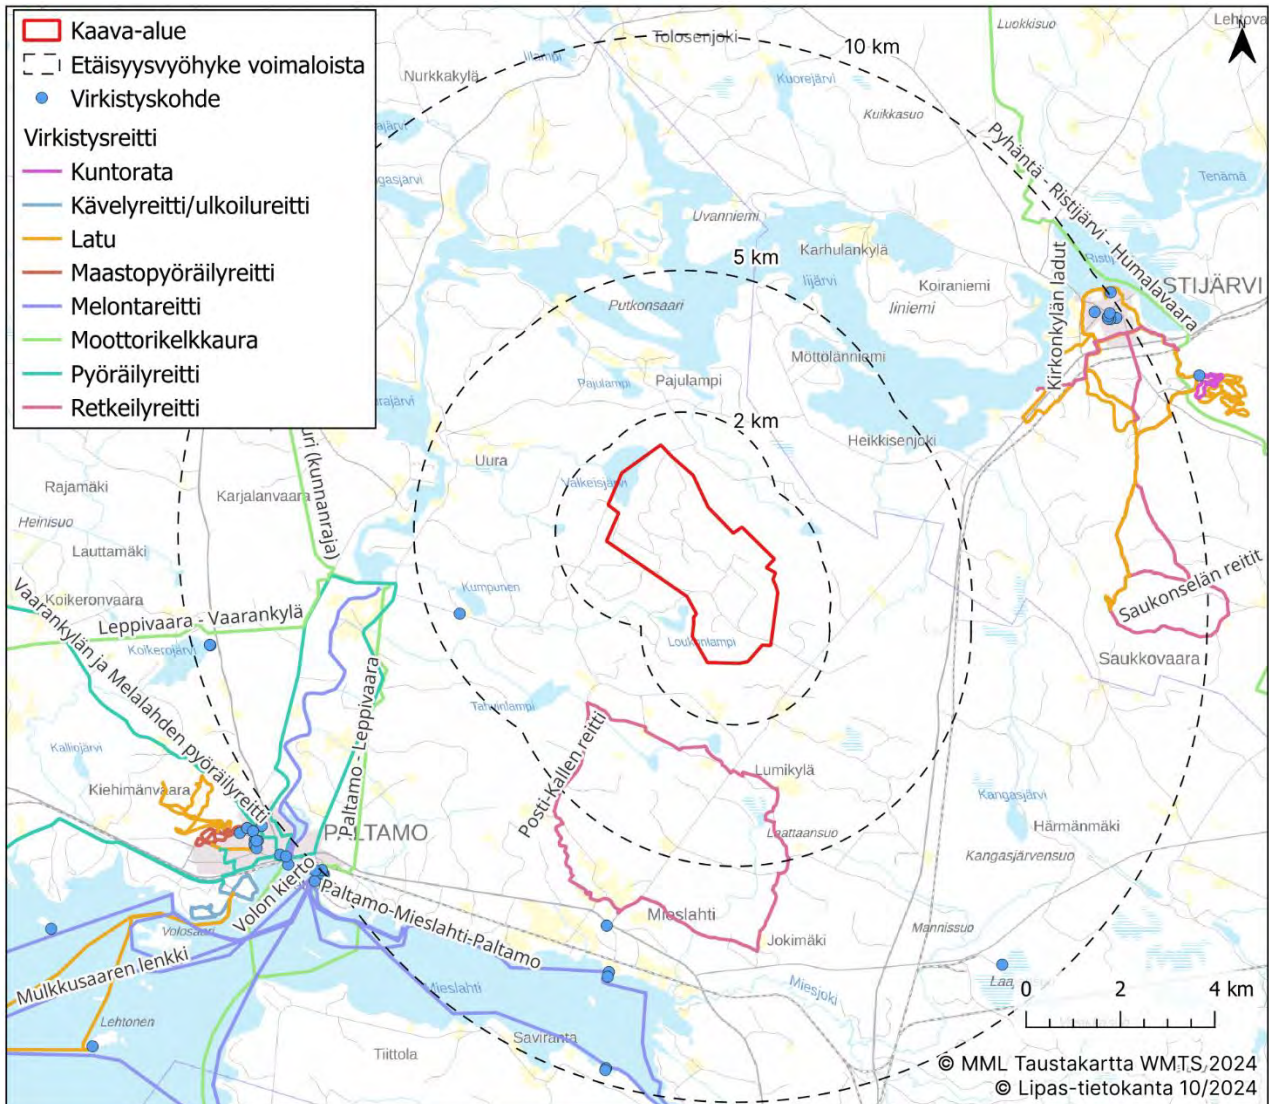 Kaava-alue
Etäisyysvyöhyke voimaloista
Virkistyskohde
Virkistysreitti
Kuntorata
Kävelyreitti/ulkoilureitti
Latu
Maastopyöräilyreitti
Melontareitti
Moottorikelkkaura
Pyöräilyreitti
Retkeilyreitti
N
Tolosenjoki
10 km
Luokkisuo
Nurkkakylä
Kuorejärvi
Kuikkasuo
Pyhäntä - Ristijärvi - Humalavaara
Tenämä
Uvanniemi
Karhulankylä
Iijärvi
5 km
Koiraniemi
Iiniemi
Kirkonkylän ladut
STIJÄRVI
Putkonsaari
Möttölänniemi
Pajulampi
Pajulampi
2 km
Heikkisenjoki
Uura
Valkeisjärvi
Rajamäki
Karjalanvaara
uri (kunnanraja)
Heinisuo
Lauttamäki
Koikeronvaara
Kumpunen
Leppivaara - Vaarankylä
Koikerojärvi
Vaarankylän ja Melalahden pyöräilyreitti
Saukonselän reitit
Saukkovaara
Paltamo - Leppivaara
Kalliojärvi
Kiehimänvaara
Posti-Kallen reitti
Lumikylä
Kangasjärvi
Härmänmäki
Laattaansuo
Kangasjärvensuo
Volon kierto
Paltamo-Mieslahti-Paltamo
Mieslahti
Jokimäki
Mannissuo
Volosaari
Mulkkusaaren lenkki
Mieslahti
Miesjoki
Laa
Lehtonen
Saviranta
Tiittola
0 2 4 km
© MML Taustakartta WMTS 2024
© Lipas-tietokanta 10/2024